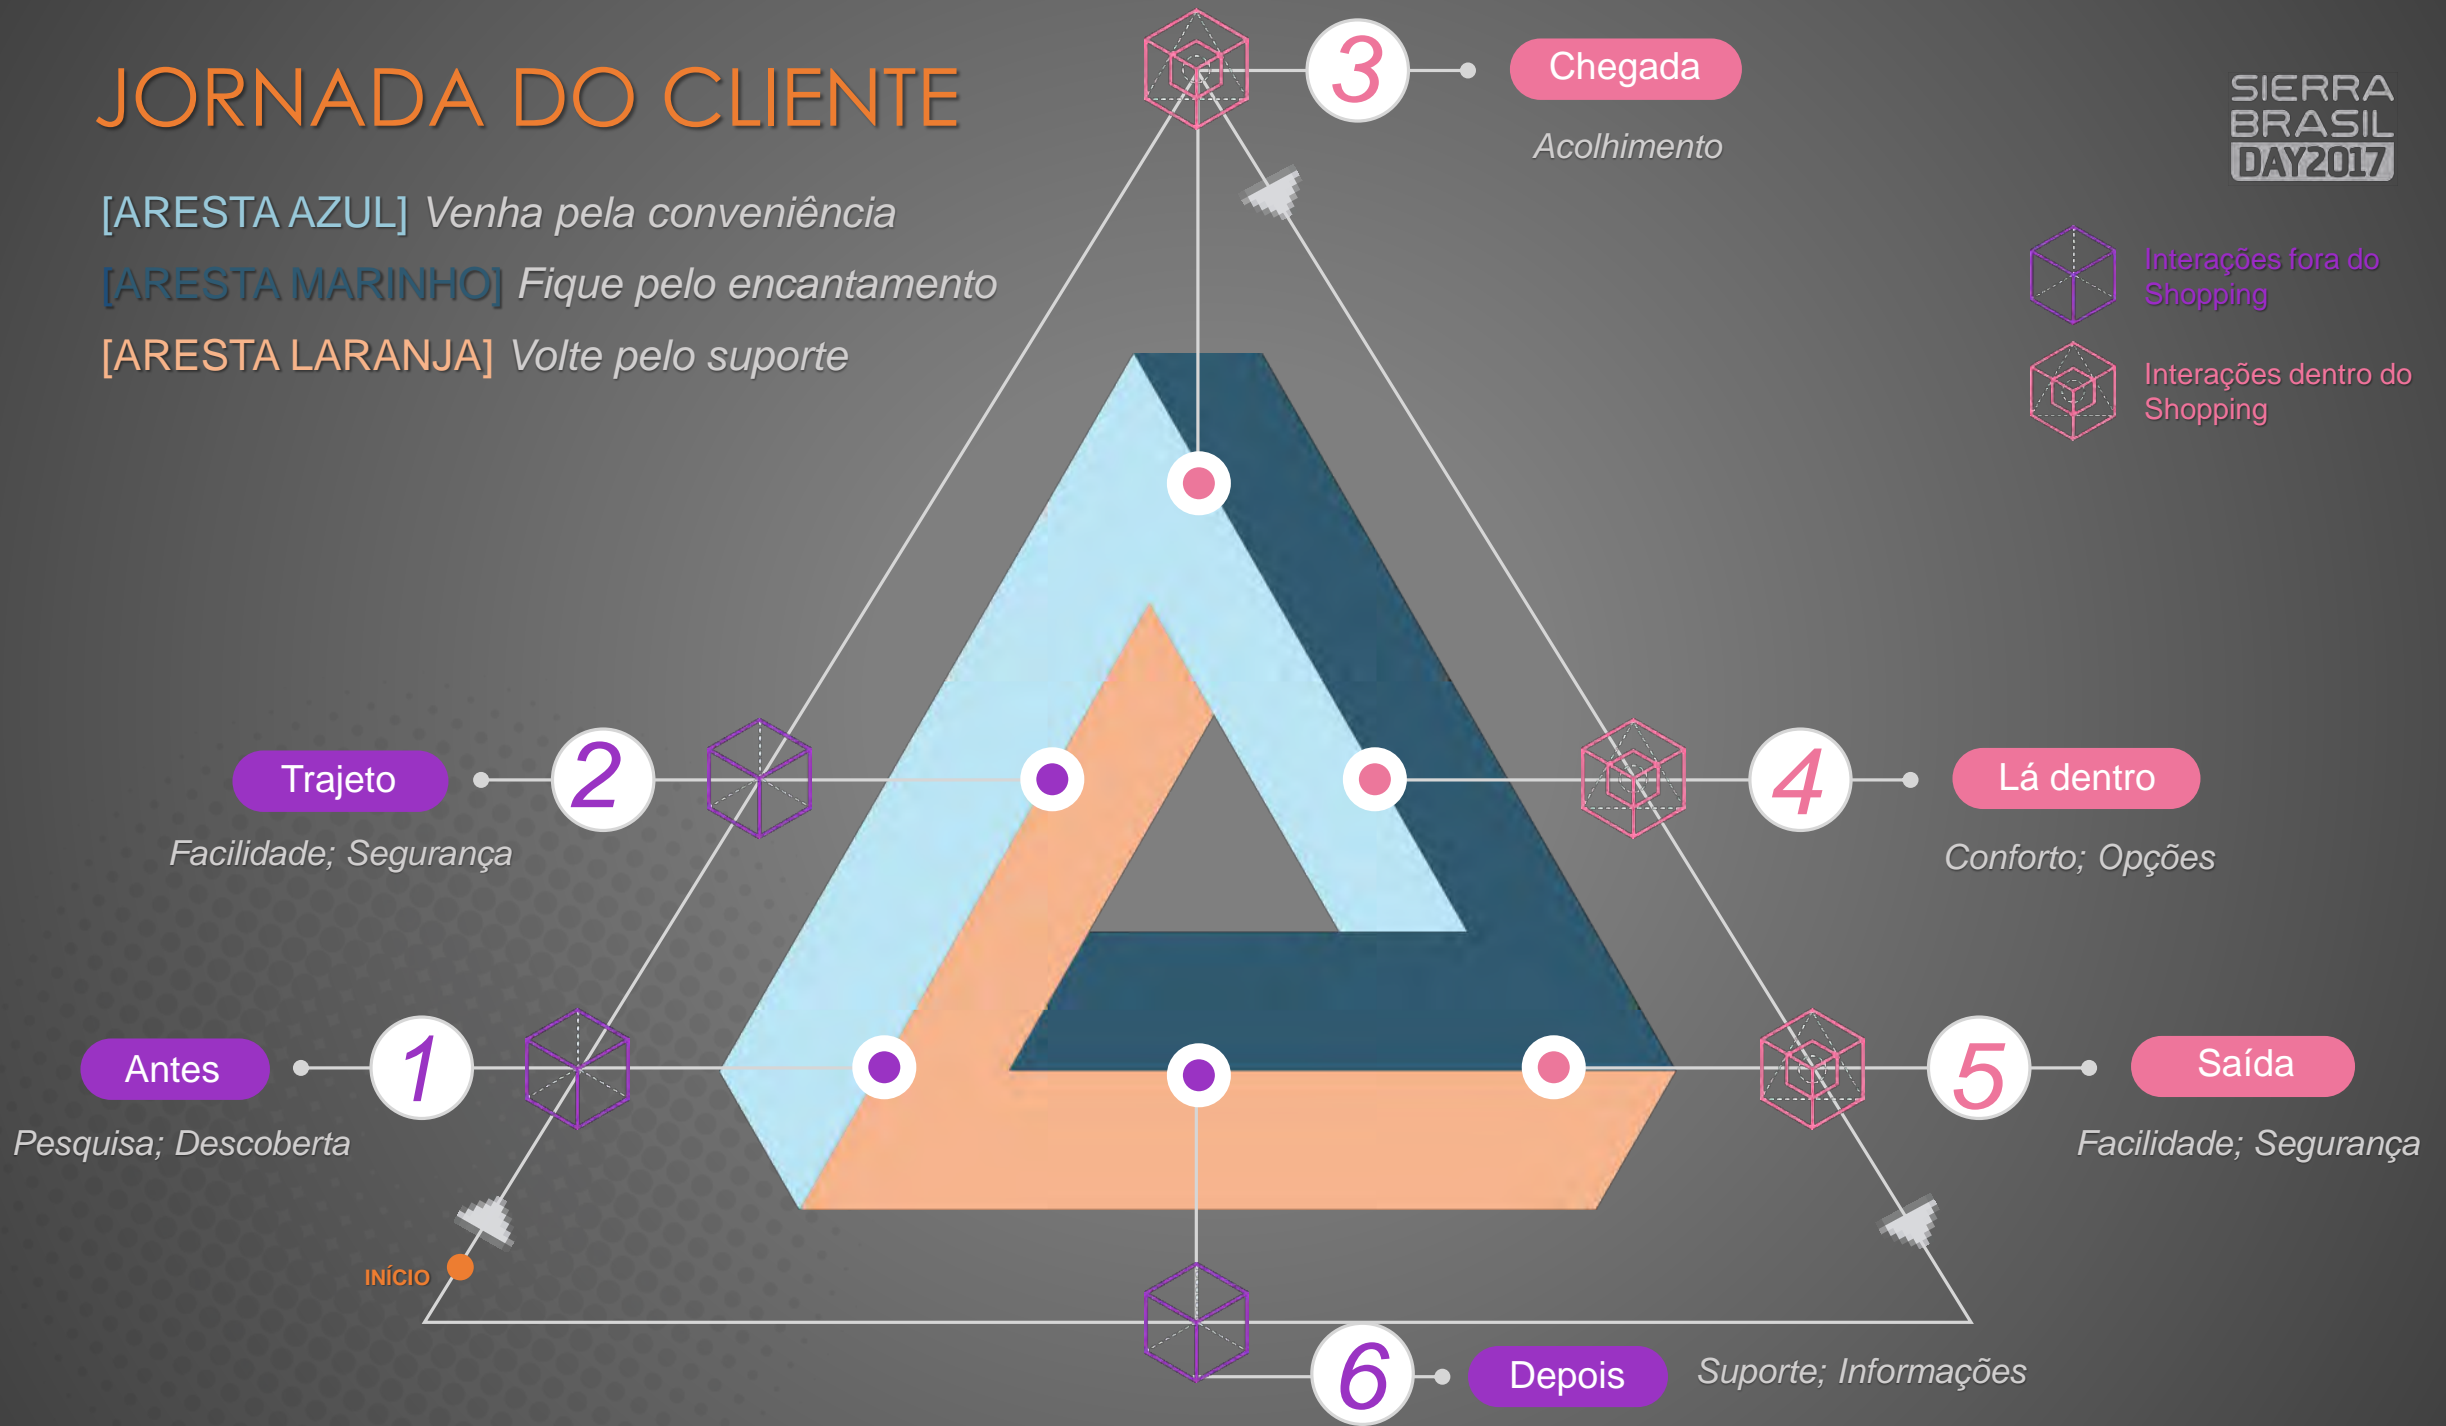 JORNADA DO CLIENTE
[ARESTA AZUL] Venha pela conveniência
[ARESTA MARINHO] Fique pelo encantamento
[ARESTA LARANJA] Volte pelo suporte
3
Chegada
Acolhimento
SIERRA
BRASIL
DAY2017
Interações fora do
Shopping
Interações dentro do
Shopping
Trajeto
2
Facilidade; Segurança
4
Lá dentro
Conforto; Opções
Antes
1
Pesquisa; Descoberta
5
Saída
Facilidade; Segurança
INÍCIO
6
Depois
Suporte; Informações